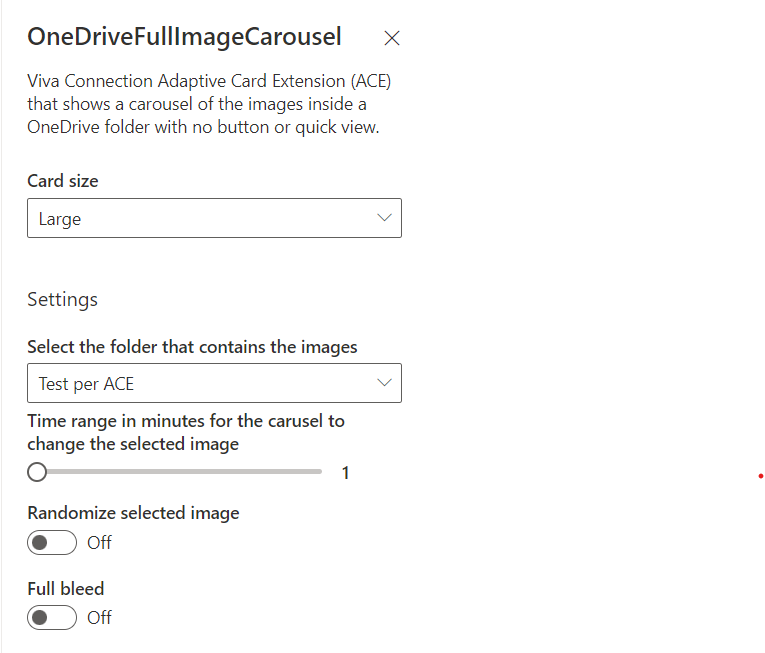 OneDriveFullImageCarousel
Viva Connection Adaptive Card Extension (ACE)
that shows a carousel of the images inside a
OneDrive folder with no button or quick view.
Card size
Large
Settings
Select the folder that contains the images
Test per ACE
Time range in minutes for the carusel to
change the selected image
1
Randomize selected image
Off
Full bleed
Off